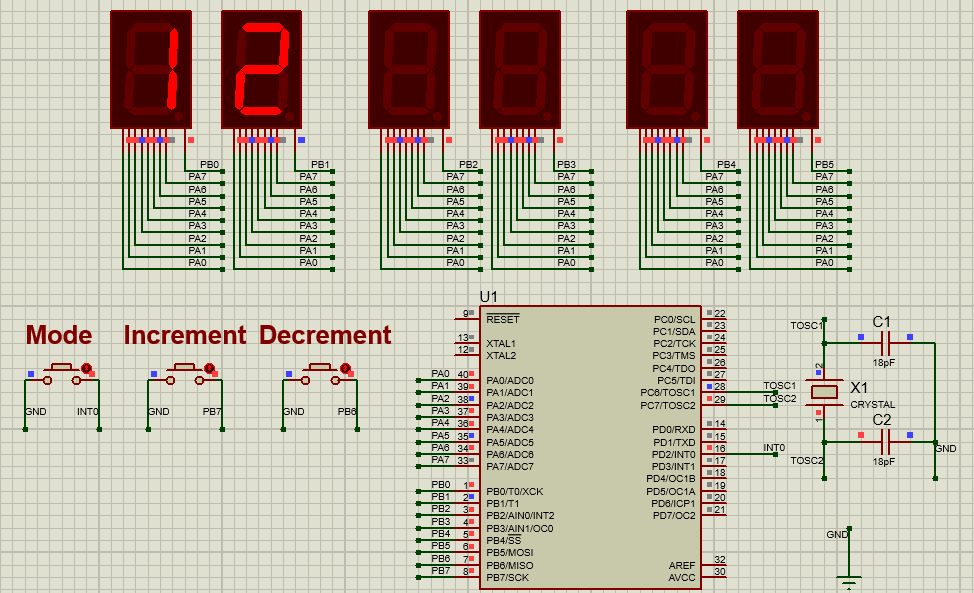 1 2
PB0 PB1 PB2 PB3 PB4 PB5
PA7 PA7 PA7 PA7 PA7 PA7
PA6 PA6 PA6 PA6 PA6 PA6
PA5 PA5 PA5 PA5 PA5 PA5
PA4 PA4 PA4 PA4 PA4 PA4
PA3 PA3 PA3 PA3 PA3 PA3
PA2 PA2 PA2 PA2 PA2 PA2
PA1 PA1 PA1 PA1 PA1 PA1
PA0 PA0 PA0 PA0 PA0 PA0
Mode Increment Decrement
GND INT0 GND PB7 GND PB6
U1
9 RESET PC0/SCL 22
PC1/SDA 23
13 XTAL1 PC2/TCK 24
12 XTAL2 PC3/TMS 25
PC4/TDO 26
PC5/TDI 27
PA0 40 PA0/ADC0
PA1 39 PA1/ADC1 PC6/TOSC1 28 TOSC1
PA2 38 PA2/ADC2 PC7/TOSC2 29 TOSC2
PA3 37 PA3/ADC3
PA4 36 PA4/ADC4 PD0/RXD 14
PA5 35 PA5/ADC5 PD1/TXD 15
PA6 34 PA6/ADC6 PD2/INT0 16 INT0
PA7 33 PA7/ADC7 PD3/INT1 17
PD4/OC1B 18
PB0 1 PB0/T0/XCK PD5/OC1A 19
PB1 2 PB1/T1 PD6/ICP1 20
PB2 3 PB2/AIN0/INT2 PD7/OC2 21
PB3 4 PB3/AIN1/OC0
PB4 5 PB4/SS
PB5 6 PB5/MOSI
PB6 7 PB6/MISO AREF 32
PB7 8 PB7/SCK AVCC 30
TOSC1
C1
18pF
2
X1
CRYSTAL
1
C2
18pF
TOSC2
GND
GND